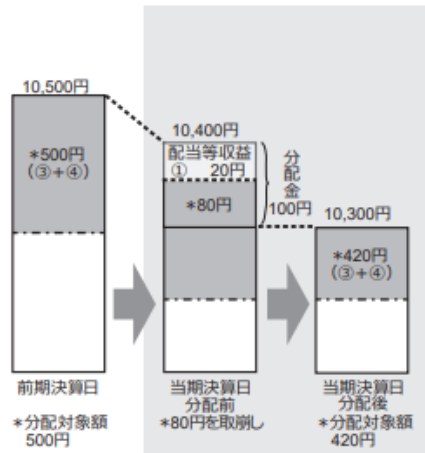 10,500円
*500円
(③+④)
前期決算日
*分配対象額
500円
10,400円
配当等収益
① 20円
*80円
分配金
100円
当期決算日
分配前
*80円を取崩し
10,300円
*420円
(③+④)
当期決算日
分配後
*分配対象額
420円